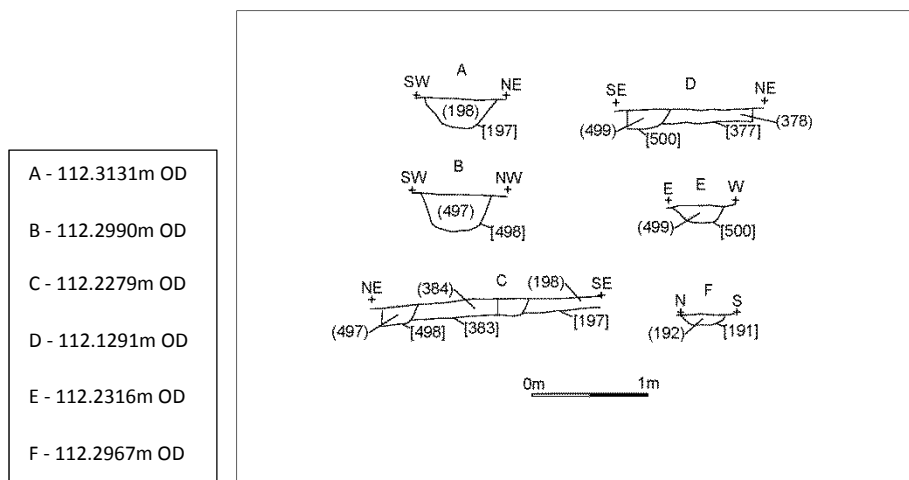 A - 112.3131m OD
B - 112.2990m OD
C - 112.2279m OD
D - 112.1291m OD
E - 112.2316m OD
F - 112.2967m OD
A
SW NE
(198)
[197]
D
SE NE
(499) [500] [377] (378)
B
SW NW
(497)
[498]
E E W
(499) [500]
C
NE (384) (198) SE
(497) [498] [383] [197]
N F S
(192) [191]
0m 1m